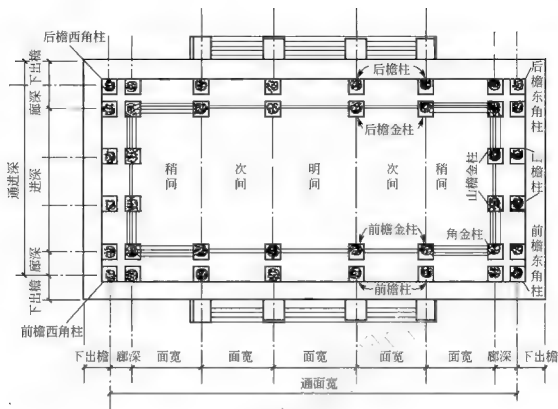 后檐西角柱
后檐柱
后檐东角柱
下出檐
廊深
后檐金柱
通进深
进深
稍间
次间
明间
次间
稍间
山檐金柱
山檐柱
前檐金柱
角金柱
前檐东角柱
廊深
下出檐
前檐柱
前檐西角柱
下出檐
廊深
面宽
面宽
面宽
面宽
面宽
廊深
下出檐
通面宽